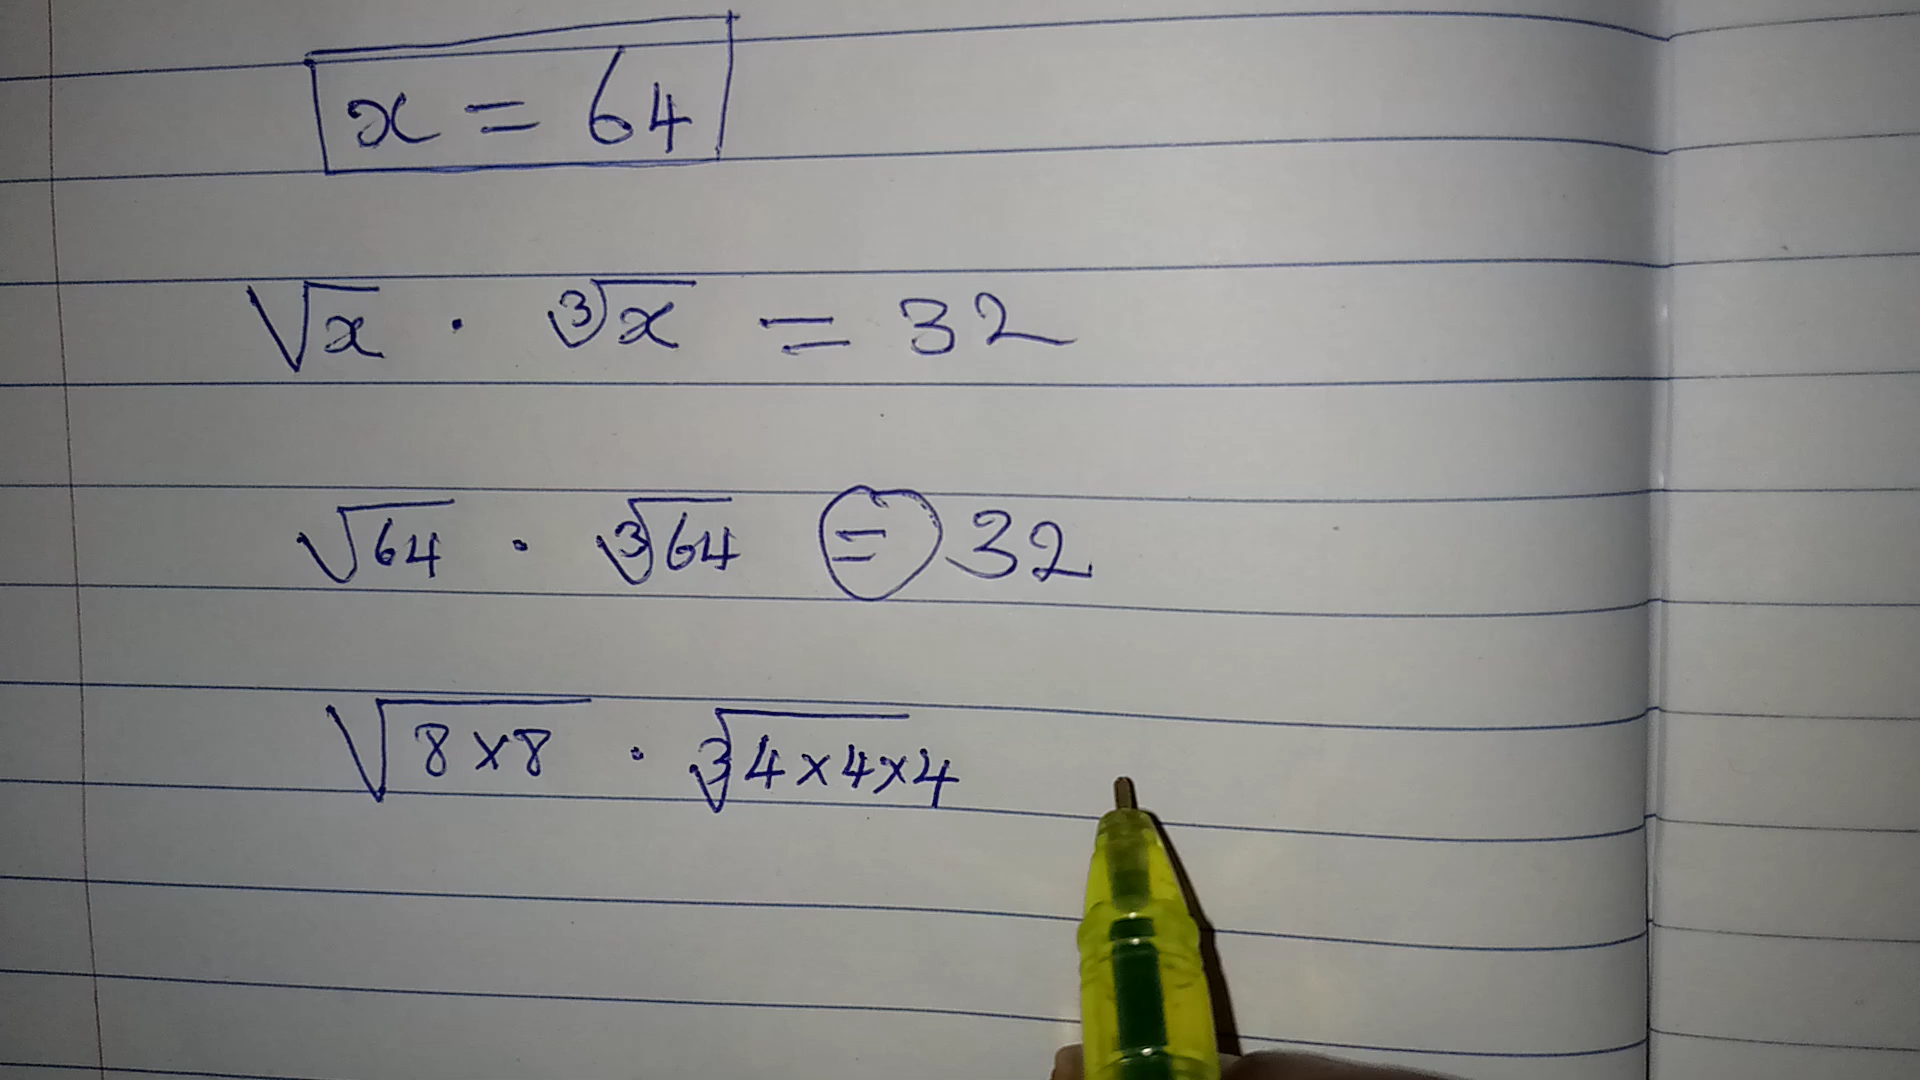 x = 64
√x · ∛x = 32
√64 · ∛64 = 32
√8×8 · ∛4×4×4